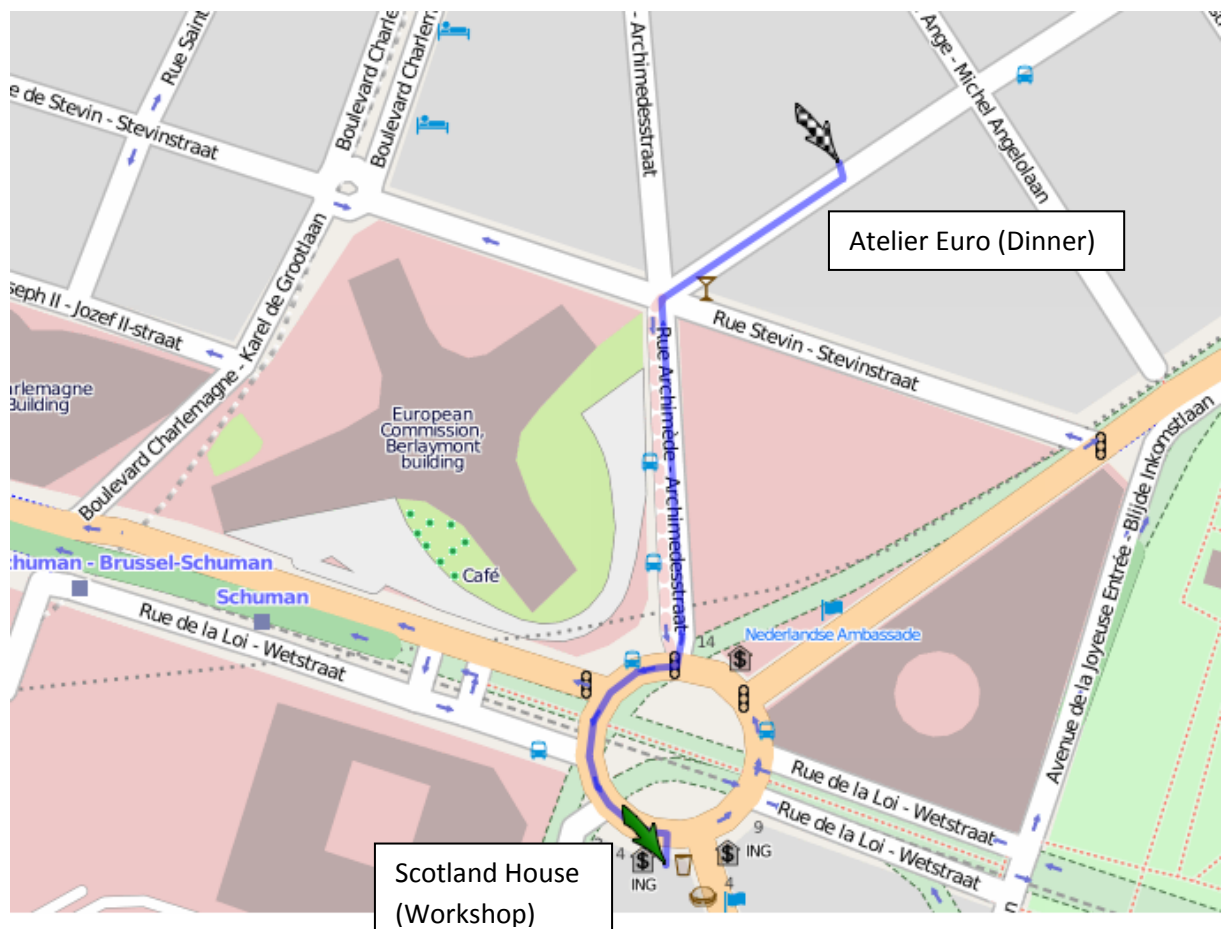 Rue Saint
Boulevard Charle
Boulevard Charlem
- Archimedesstraat
Ange - Michel Angelolaan
e de Stevin - Stevinstraat
Atelier Euro (Dinner)
Boulevard Charlemagne - Karel de Grootlaan
seph II - Jozef II-straat
Rue Stevin - Stevinstraat
Rue Archimède - Archimedesstraat
arlemagne
Building
European
Commission,
Berlaymont
building
Café
Avenue de la Joyeuse Entrée - Blijde Inkomstlaan
chuman - Brussel-Schuman
Schuman
Rue de la Loi - Wetstraat
14
$
Nederlandse Ambassade
Rue de la Loi - Wetstraat
Rue de la Loi - Wetstraat
9
4
$
ING
$
ING
4
Scotland House
(Workshop)